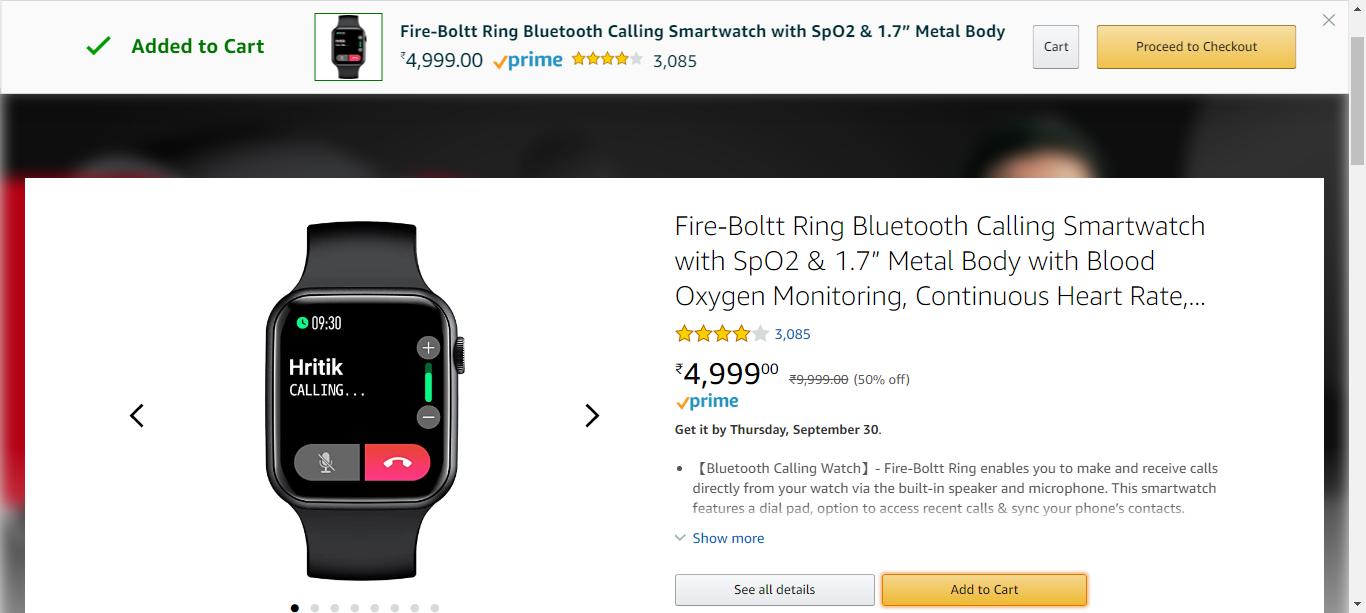 Added to Cart
Fire-Boltt Ring Bluetooth Calling Smartwatch with SpO2 & 1.7” Metal Body
₹4,999.00 prime 3,085
Cart
Proceed to Checkout
09:30
Hritik
CALLING...
Fire-Boltt Ring Bluetooth Calling Smartwatch
with SpO2 & 1.7” Metal Body with Blood
Oxygen Monitoring, Continuous Heart Rate,...
3,085
₹4,99900 ₹9,999.00 (50% off)
prime
Get it by Thursday, September 30.
• 【Bluetooth Calling Watch】- Fire-Boltt Ring enables you to make and receive calls
directly from your watch via the built-in speaker and microphone. This smartwatch
features a dial pad, option to access recent calls & sync your phone’s contacts.
Show more
See all details
Add to Cart